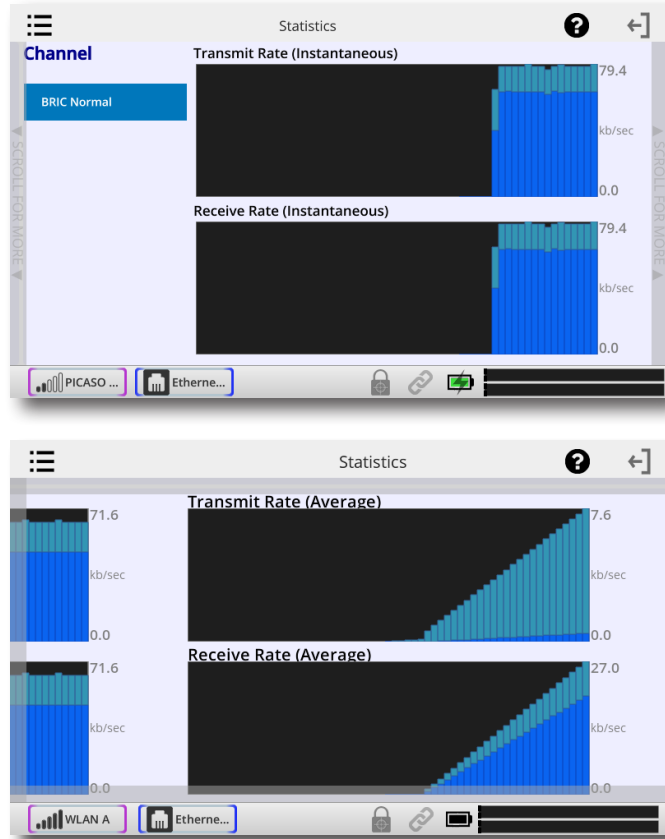 Statistics
Channel
Transmit Rate (Instantaneous)
79.4
BRIC Normal
kb/sec
0.0
Receive Rate (Instantaneous)
79.4
kb/sec
0.0
SCROLL FOR MORE
SCROLL FOR MORE
PICASO ...
Etherne...
Statistics
Transmit Rate (Average)
71.6
7.6
kb/sec
kb/sec
0.0
0.0
Receive Rate (Average)
71.6
27.0
kb/sec
kb/sec
0.0
0.0
WLAN A
Etherne...